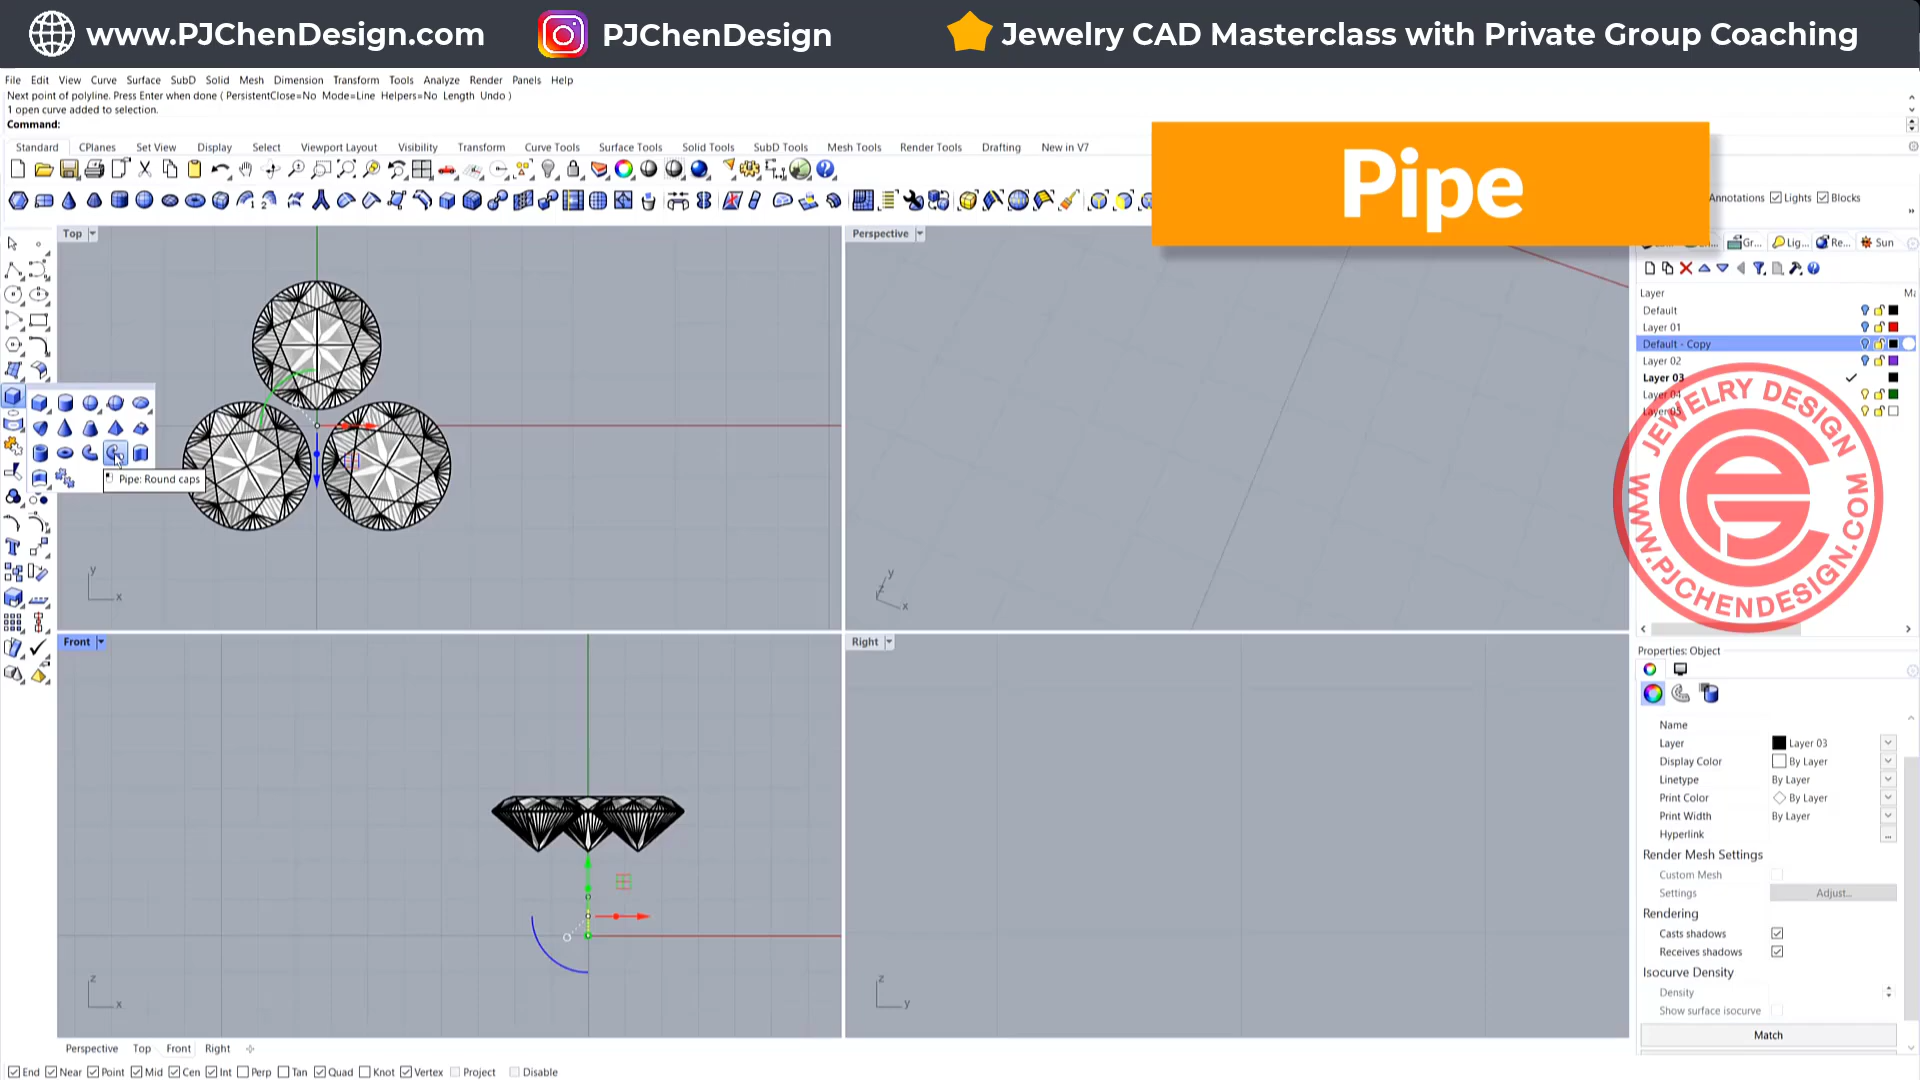 www.PJChenDesign.com PJChenDesign Jewelry CAD Masterclass with Private Group Coaching
File Edit View Curve Surface SubD Solid Mesh Dimension Transform Tools Analyze Render Panels Help
Next point of polyline. Press Enter when done ( PersistentClose=No Mode=Line Helpers=No Length Undo )
1 open curve added to selection.
Command:
Standard CPlanes Set View Display Select Viewport Layout Visibility Transform Curve Tools Surface Tools Solid Tools SubD Tools Mesh Tools Render Tools Drafting New in V7
Pipe
Annotations Lights Blocks
Top Perspective
Gr... Lig... Re... Sun
Layer
Default
Layer 01
Default - Copy
Layer 02
Layer 03
Layer 04
Layer 05
JEWELRY DESIGN
WWW.PJCHENDESIGN.COM
Pipe: Round caps
y x
y z x
Front Right
Properties: Object
Name
Layer Layer 03
Display Color By Layer
Linetype By Layer
Print Color By Layer
Print Width By Layer
Hyperlink ...
Render Mesh Settings
Custom Mesh
Settings Adjust...
Rendering
Casts shadows
Receives shadows
Isocurve Density
Density
Show surface isocurve
Match
z x
z y
Perspective Top Front Right
End Near Point Mid Cen Int Perp Tan Quad Knot Vertex Project Disable